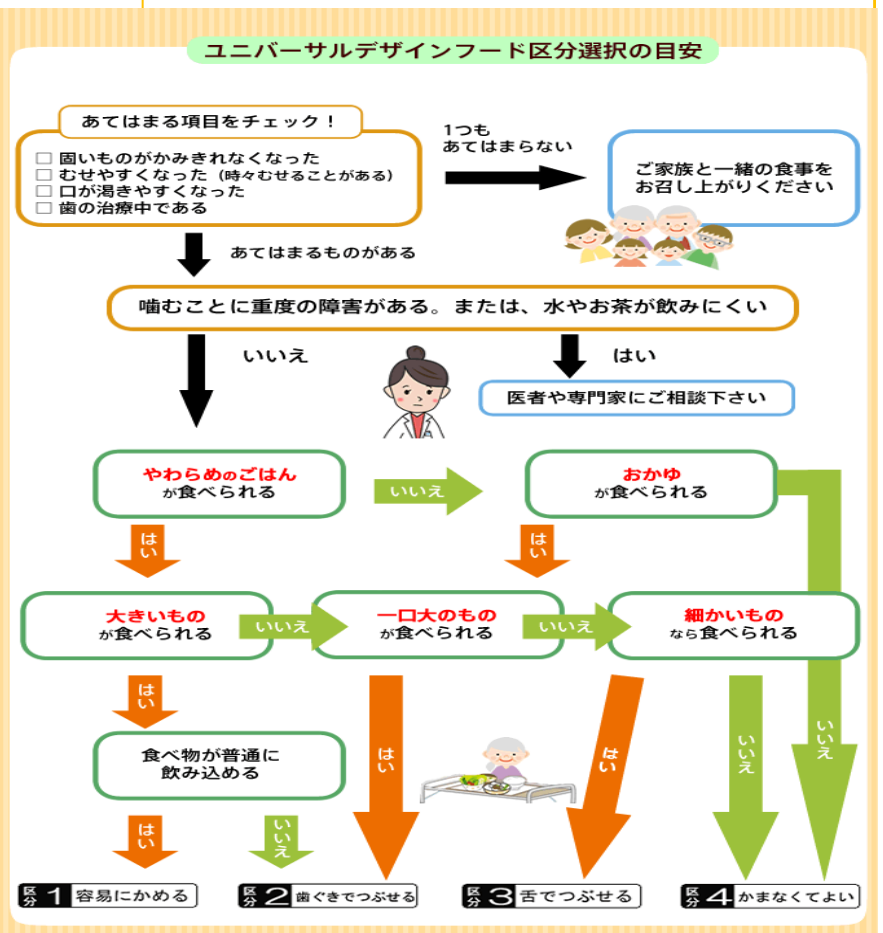 ユニバーサルデザインフード区分選択の目安
あてはまる項目をチェック！
□ 固いものがかみきれなくなった
□ むせやすくなった（時々むせることがある）
□ 口が渇きやすくなった
□ 歯の治療中である
1つも
あてはまらない
ご家族と一緒の食事を
お召し上がりください
あてはまるものがある
噛むことに重度の障害がある。または、水やお茶が飲みにくい
いいえ
はい
医者や専門家にご相談下さい
やわらめのごはん
が食べられる
いいえ
おかゆ
が食べられる
はい
はい
大きいもの
が食べられる
いいえ
一口大のもの
が食べられる
いいえ
細かいもの
なら食べられる
はい
食べ物が普通に
飲み込める
はい
はい
いいえ
いいえ
はい
いいえ
区分1 容易にかめる
区分2 歯ぐきでつぶせる
区分3 舌でつぶせる
区分4 かまなくてよい